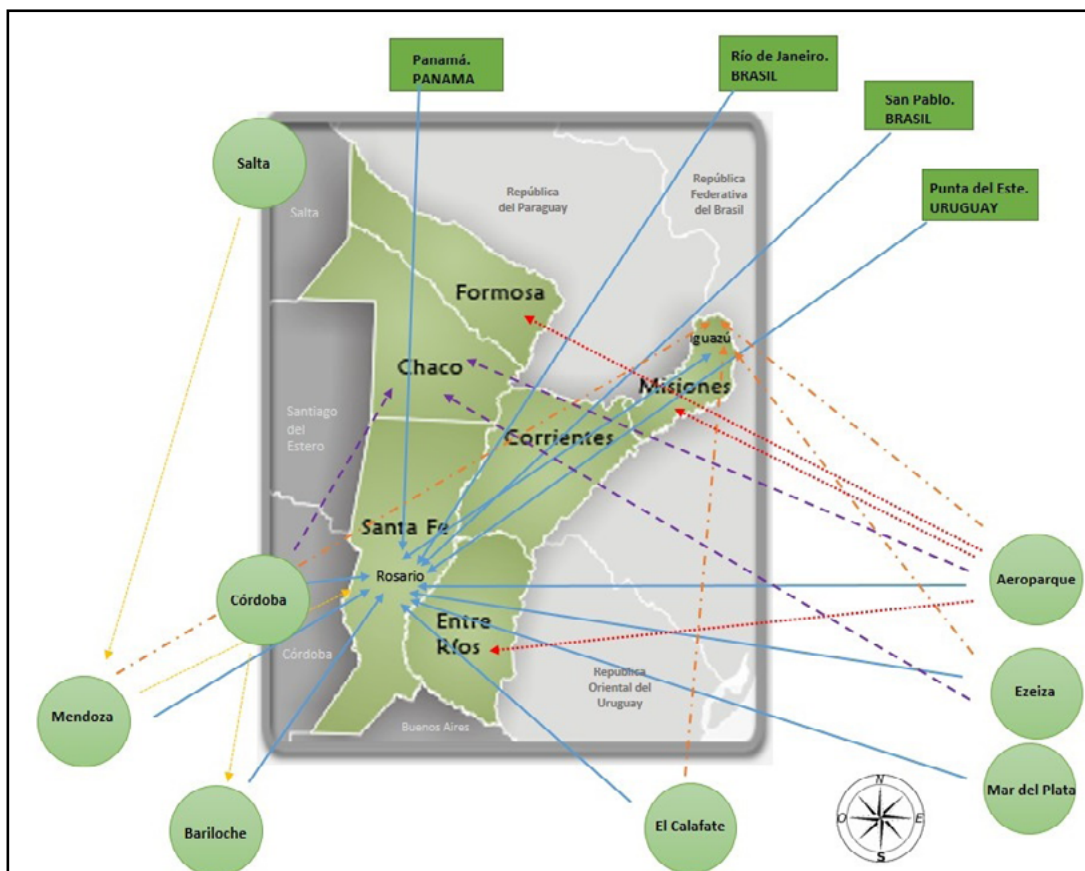 Panamá.
PANAMA
Río de Janeiro.
BRASIL
San Pablo.
BRASIL
Punta del Este.
URUGUAY
Salta
Salta
República
del Paraguay
República
Federativa
del Brasil
Formosa
Iguazú
Chaco
Misiones
Santiago
del
Estero
Corrientes
Santa Fe
Rosario
Aeroparque
Córdoba
Entre
Ríos
Córdoba
República
Oriental del
Uruguay
Ezeiza
Mendoza
Buenos Aires
Mar del Plata
Bariloche
El Calafate
N
O
E
S